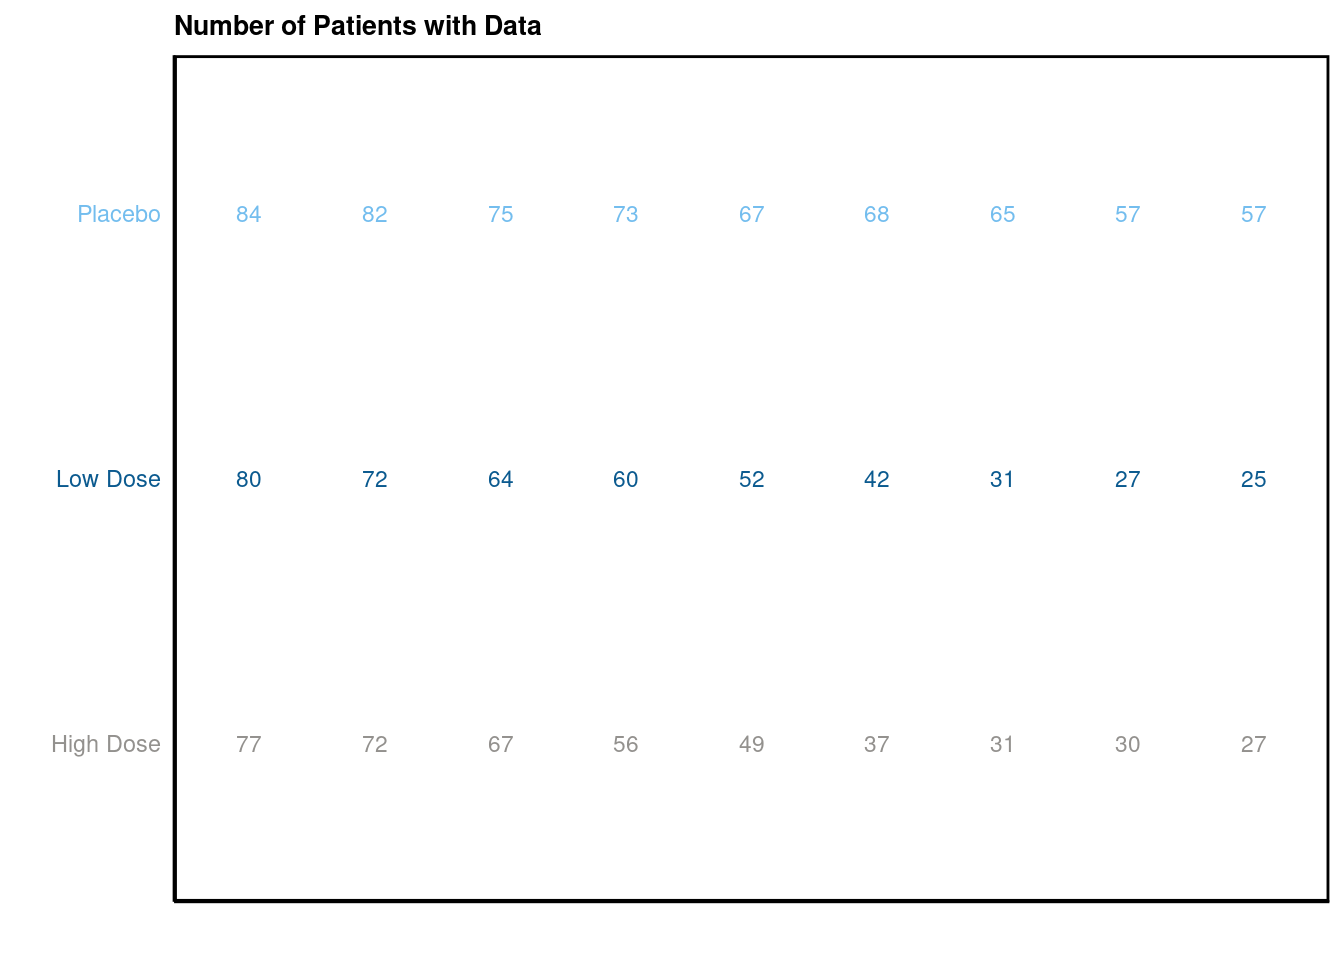 Number of Patients with Data
Placebo 84 82 75 73 67 68 65 57 57
Low Dose 80 72 64 60 52 42 31 27 25
High Dose 77 72 67 56 49 37 31 30 27